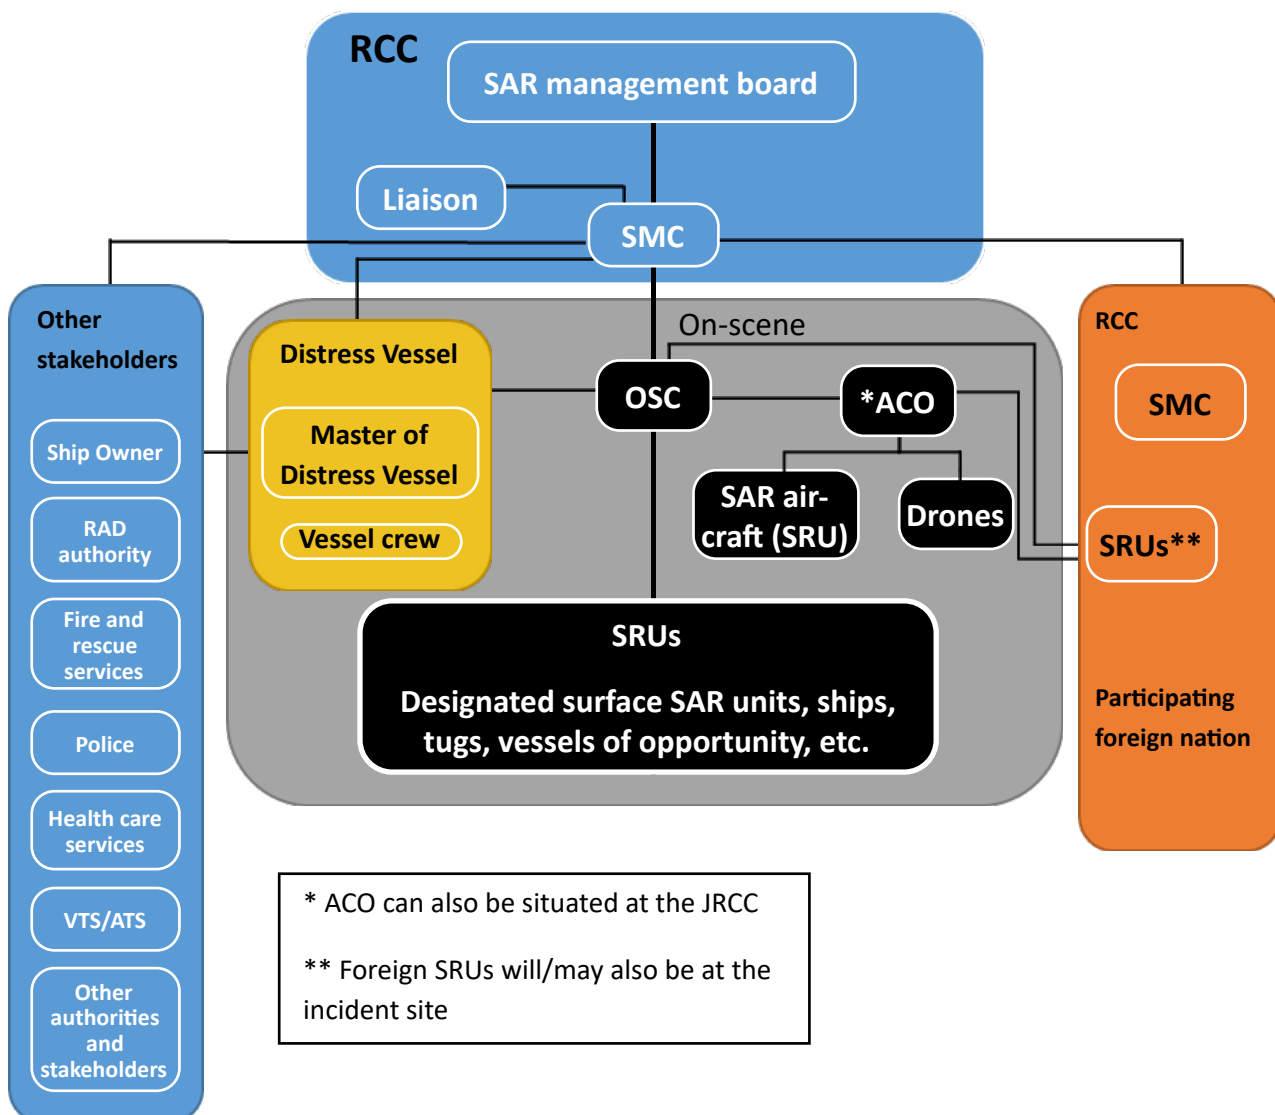 RCC
SAR management board
Liaison
SMC
Other
stakeholders
Ship Owner
RAD
authority
Fire and
rescue
services
Police
Health care
services
VTS/ATS
Other
authorities
and
stakeholders
On-scene
Distress Vessel
Master of
Distress Vessel
Vessel crew
OSC
*ACO
SAR air-
craft (SRU)
Drones
SRUs
Designated surface SAR units, ships,
tugs, vessels of opportunity, etc.
RCC
SMC
SRUs**
Participating
foreign nation
* ACO can also be situated at the JRCC
** Foreign SRUs will/may also be at the
incident site